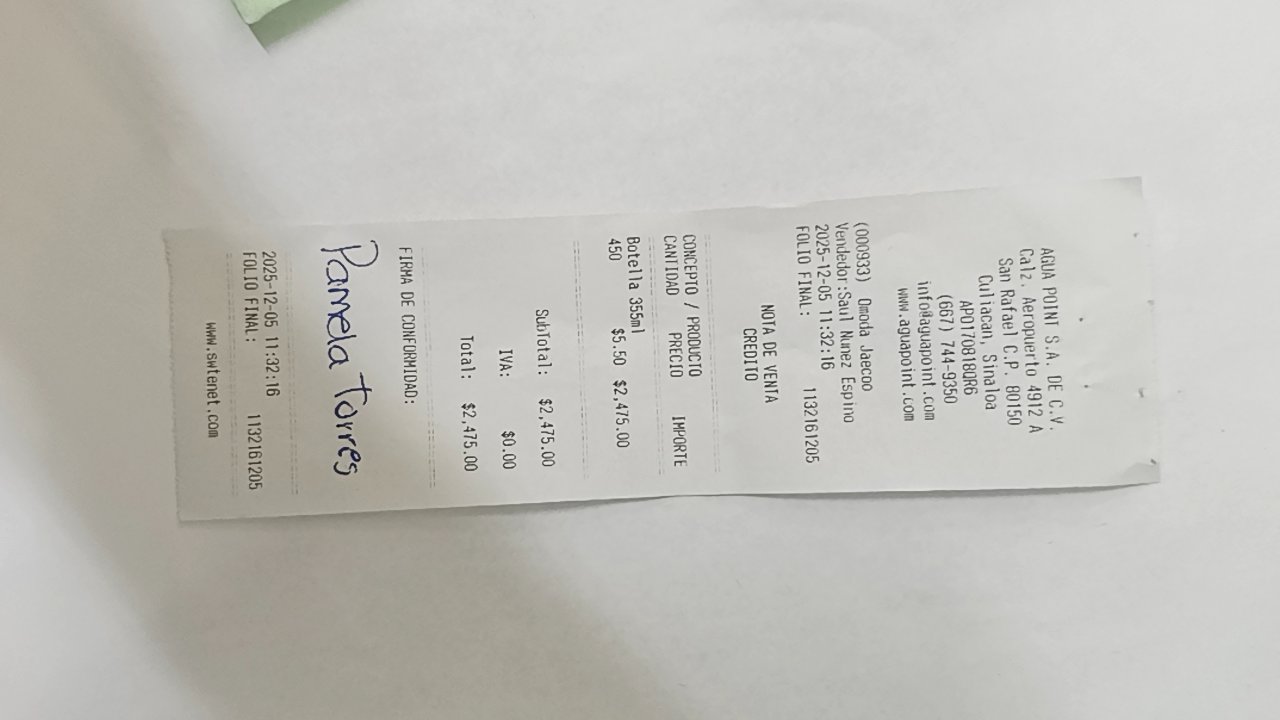 AGUA POINT S.A. DE C.V.
Calz. Aeropuerto 4912 A
San Rafael C.P. 80150
Culiacan, Sinaloa
APO170818QR6
(667) 744-9350
info@aguapoint.com
www.aguapoint.com
(000933) Omoda Jaecoo
Vendedor:Saul Nunez Espino
2025-12-05 11:32:16
FOLIO FINAL: 1132161205
NOTA DE VENTA
CREDITO
CONCEPTO / PRODUCTO
CANTIDAD PRECIO IMPORTE
Botella 355ml
450 $5.50 $2,475.00
SubTotal: $2,475.00
IVA: $0.00
Total: $2,475.00
FIRMA DE CONFORMIDAD:
Pamela Torres
2025-12-05 11:32:16
FOLIO FINAL: 1132161205
www.swtenet.com